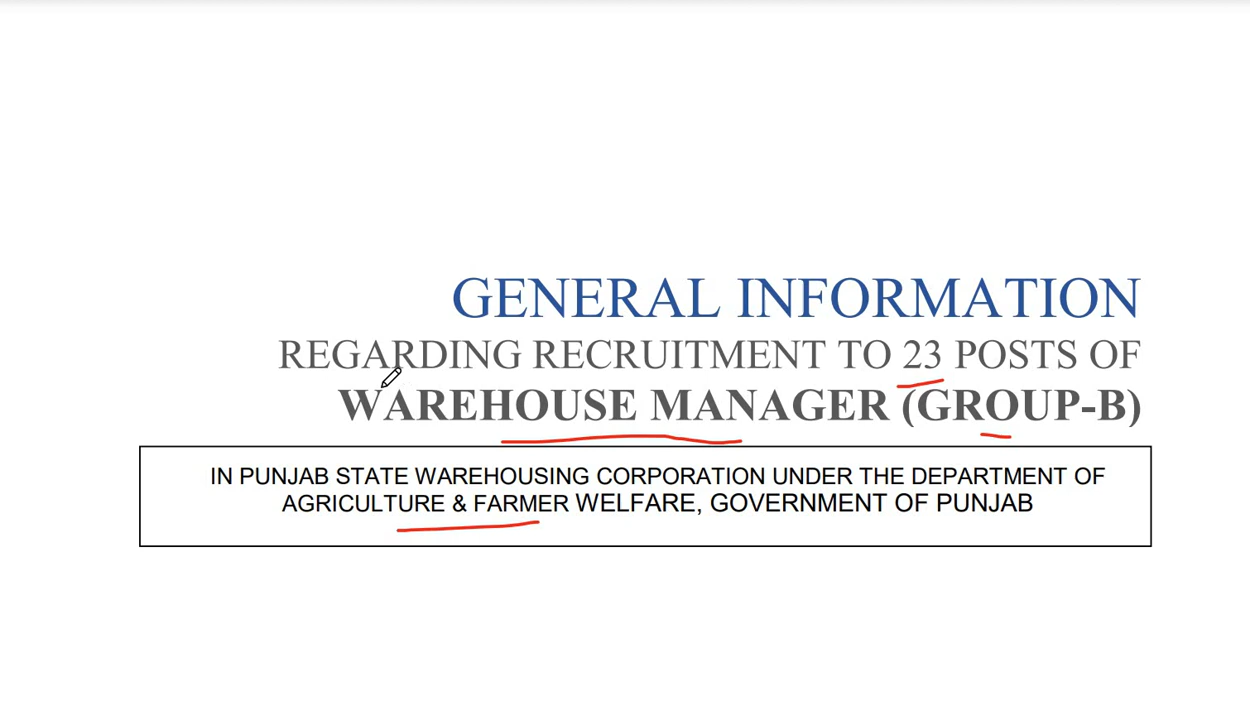 GENERAL INFORMATION
REGARDING RECRUITMENT TO 23 POSTS OF
WAREHOUSE MANAGER (GROUP-B)
IN PUNJAB STATE WAREHOUSING CORPORATION UNDER THE DEPARTMENT OF
AGRICULTURE & FARMER WELFARE, GOVERNMENT OF PUNJAB